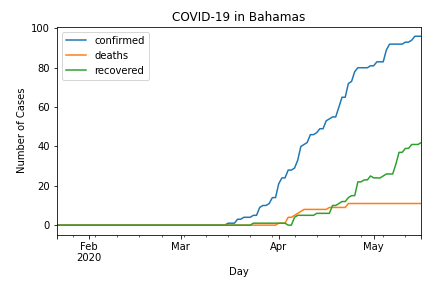 COVID-19 in Bahamas
confirmed
deaths
recovered
100
80
60
40
20
0
Number of Cases
Feb
2020
Mar
Apr
May
Day